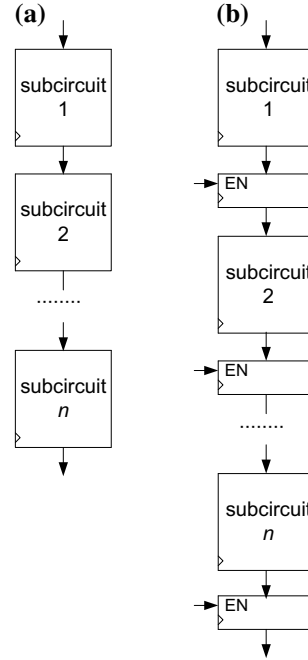 (a)
subcircuit
1
subcircuit
2
........
subcircuit
n
(b)
subcircuit
1
EN
subcircuit
2
EN
........
subcircuit
n
EN